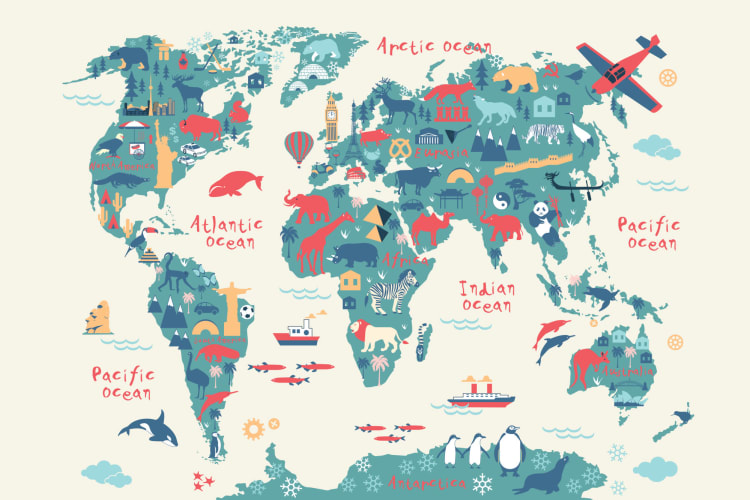 Arctic ocean
North America
Eurasia
Atlantic
ocean
Pacific
ocean
Africa
Indian
ocean
South America
Pacific
ocean
Australia
Antarctica